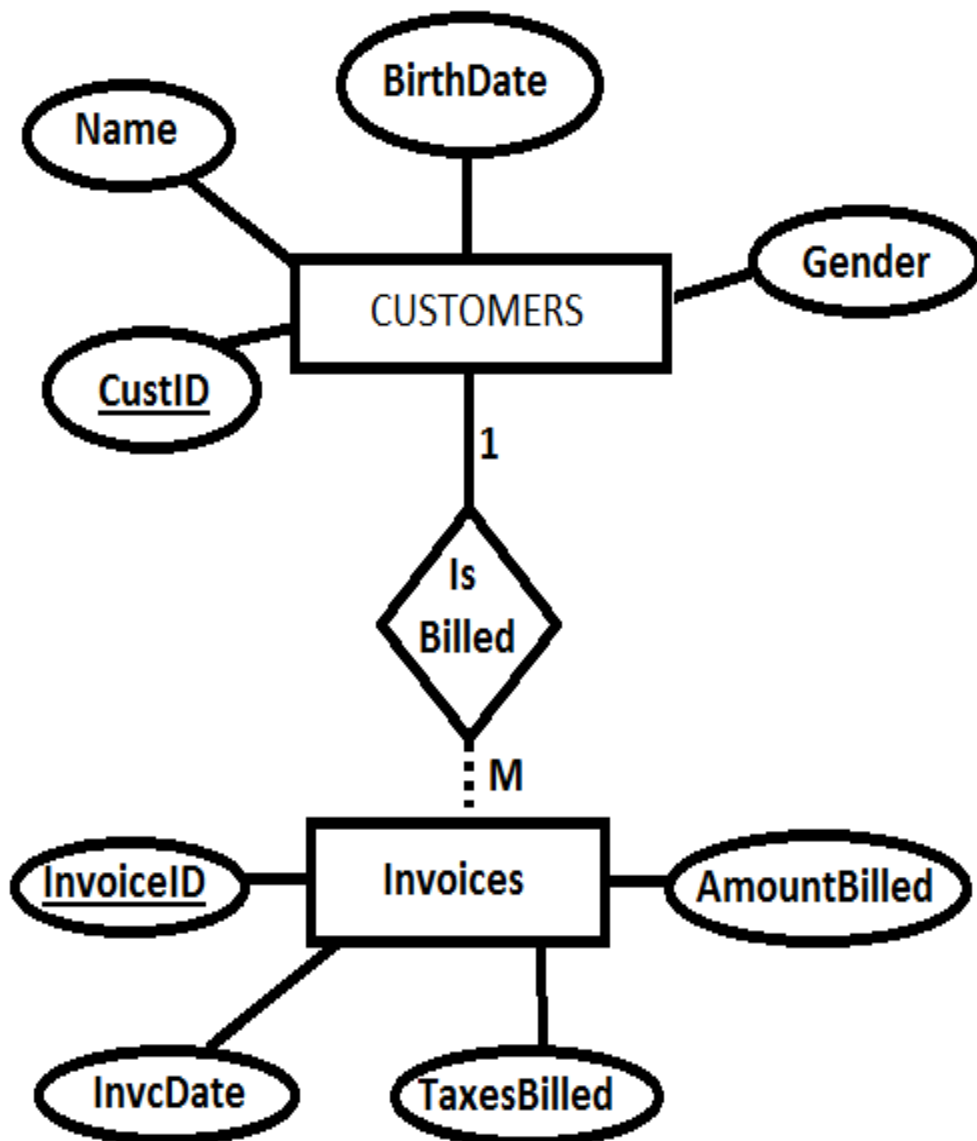 BirthDate
Name
Gender
CUSTOMERS
CustID
1
Is
Billed
M
InvoiceID
Invoices
AmountBilled
InvcDate
TaxesBilled